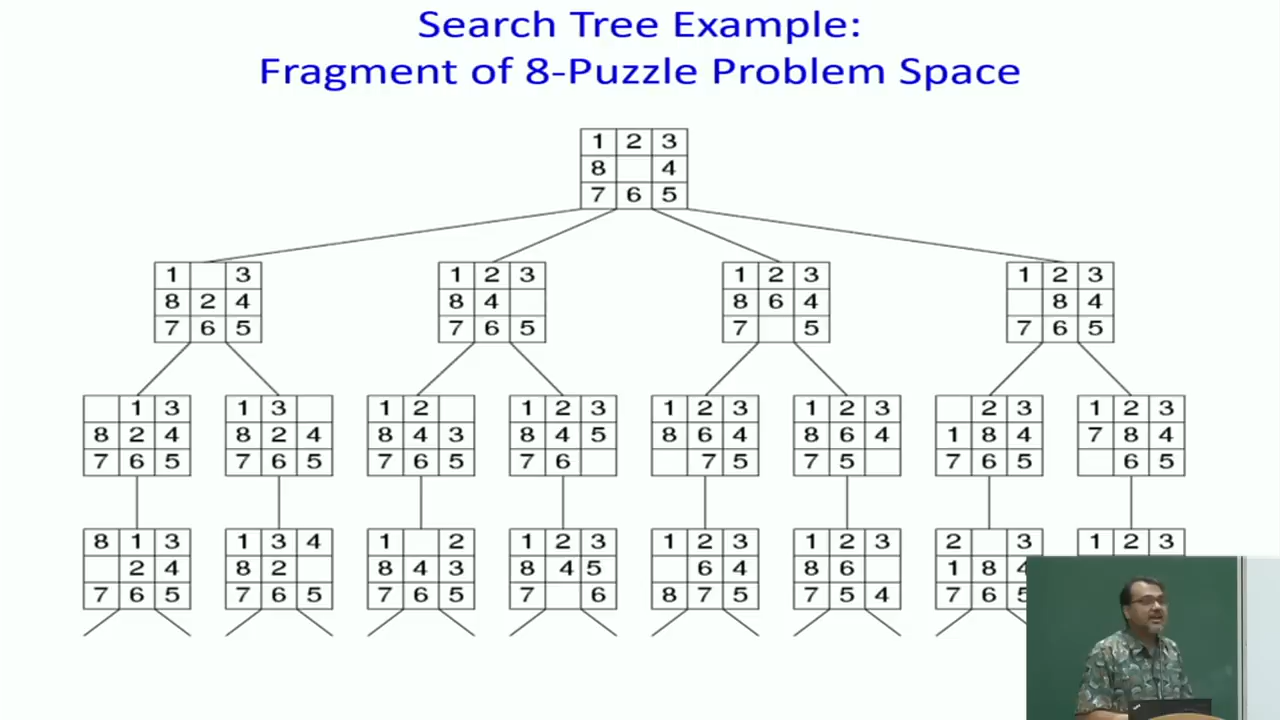 Search Tree Example:
Fragment of 8-Puzzle Problem Space
1 2 3
8 4
7 6 5
1 3
8 2 4
7 6 5
1 2 3
8 4
7 6 5
1 2 3
8 6 4
7 5
1 2 3
8 4
7 6 5
1 3
8 2 4
7 6 5
1 3
8 2 4
7 6 5
1 2
8 4 3
7 6 5
1 2 3
8 4 5
7 6
1 2 3
8 6 4
7 5
1 2 3
8 6 4
7 5
2 3
1 8 4
7 6 5
1 2 3
7 8 4
6 5
8 1 3
2 4
7 6 5
1 3 4
8 2
7 6 5
1 2
8 4 3
7 6 5
1 2 3
8 4 5
7 6
1 2 3
6 4
8 7 5
1 2 3
8 6
7 5 4
2 3
1 8 4
7 6 5
1 2 3